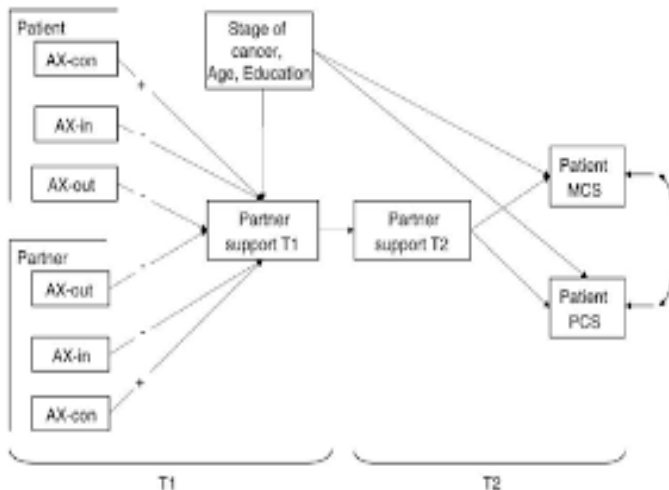 Patient
AX-con
+
AX-in
-
AX-out
-
Stage of
cancer,
Age, Education
Partner
support T1
Partner
support T2
Patient
MCS
Patient
PCS
Partner
AX-out
-
AX-in
-
AX-con
+
T1
T2